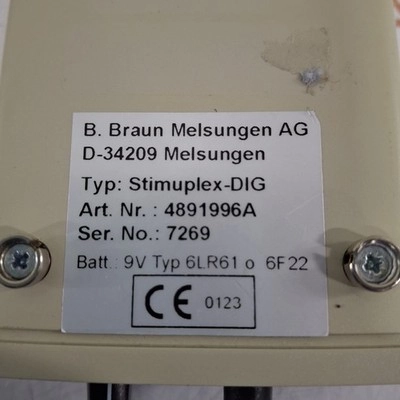 B. Braun Melsungen AG
D-34209 Melsungen
Typ: Stimuplex-DIG
Art. Nr. : 4891996A
Ser. No.: 7269
Batt.: 9V Typ 6LR61 o 6F22
CE 0123